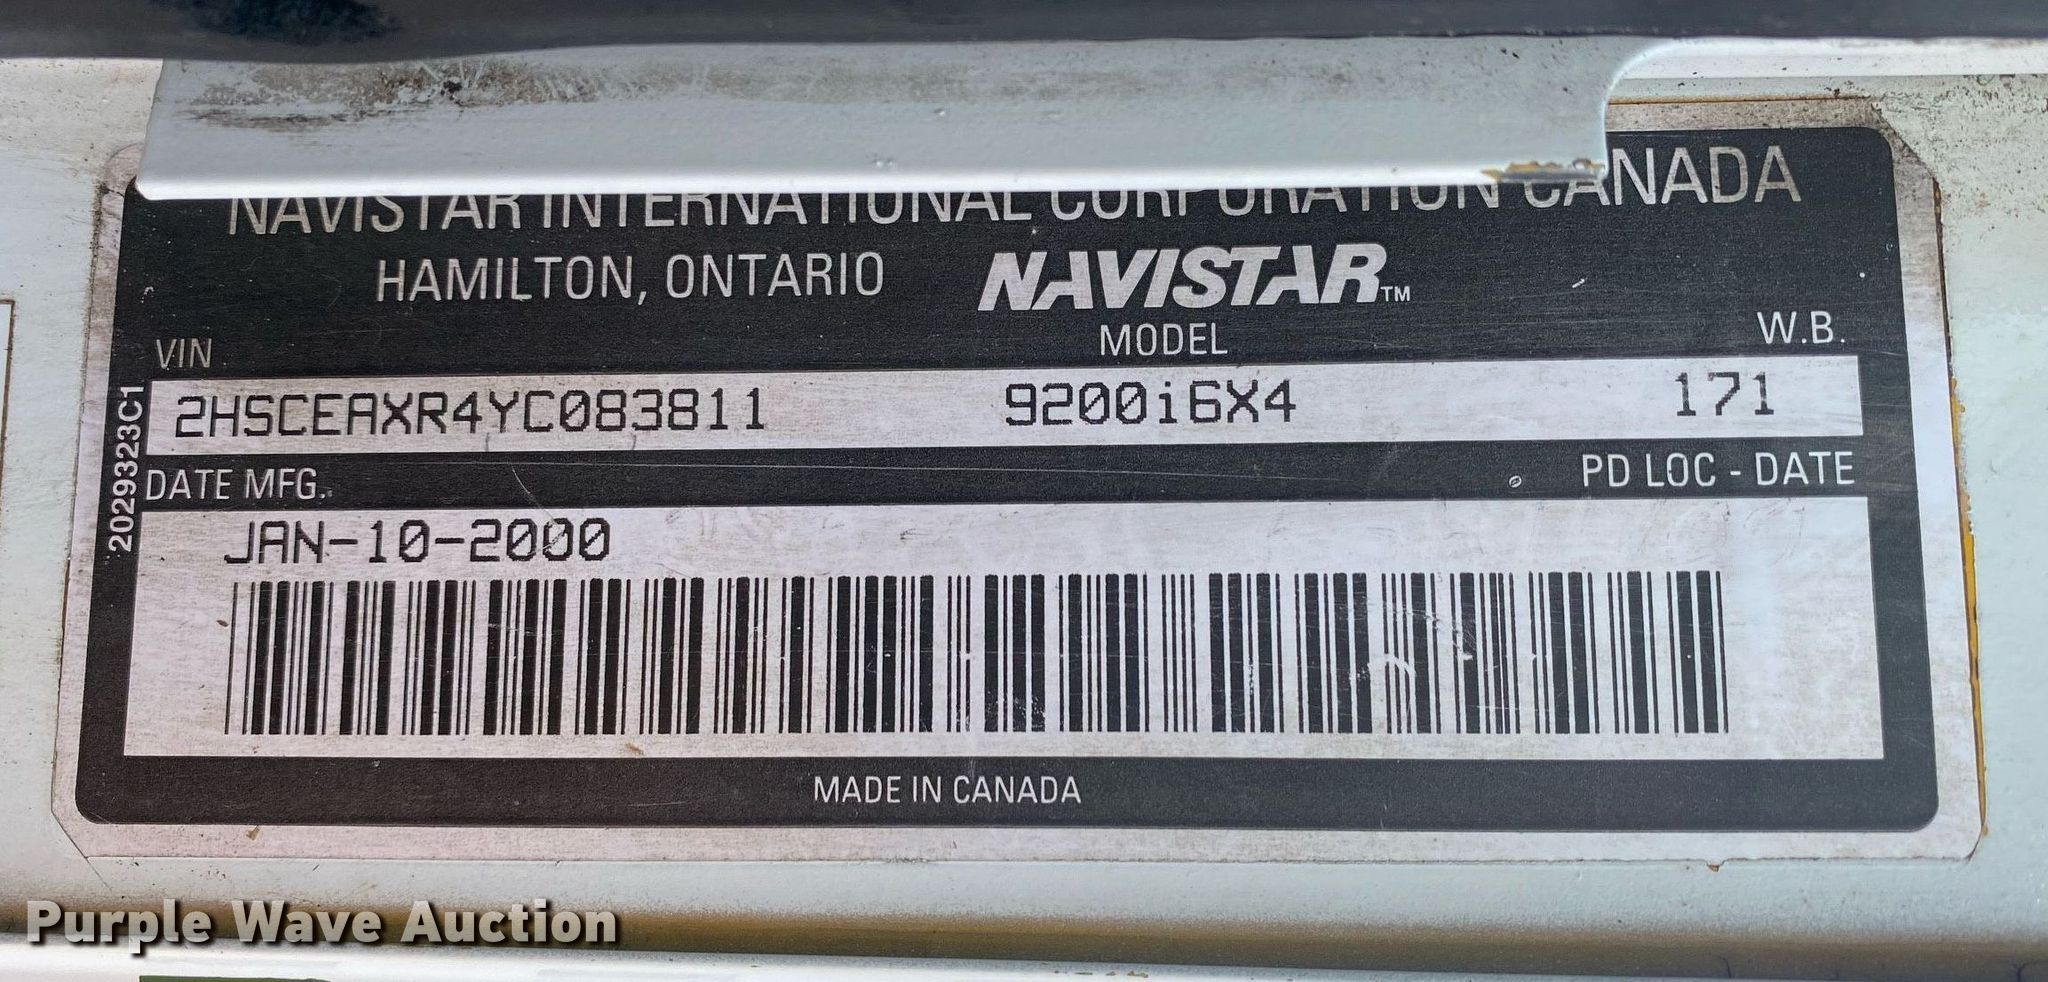 NAVISTAR INTERNATIONAL CORPORATION CANADA
HAMILTON, ONTARIO NAVISTAR™
VIN MODEL W.B.
2HSCEAXR4YC083811 9200i6X4 171
2029323C1
DATE MFG. PD LOC - DATE
JAN-10-2000
MADE IN CANADA
Purple Wave Auction